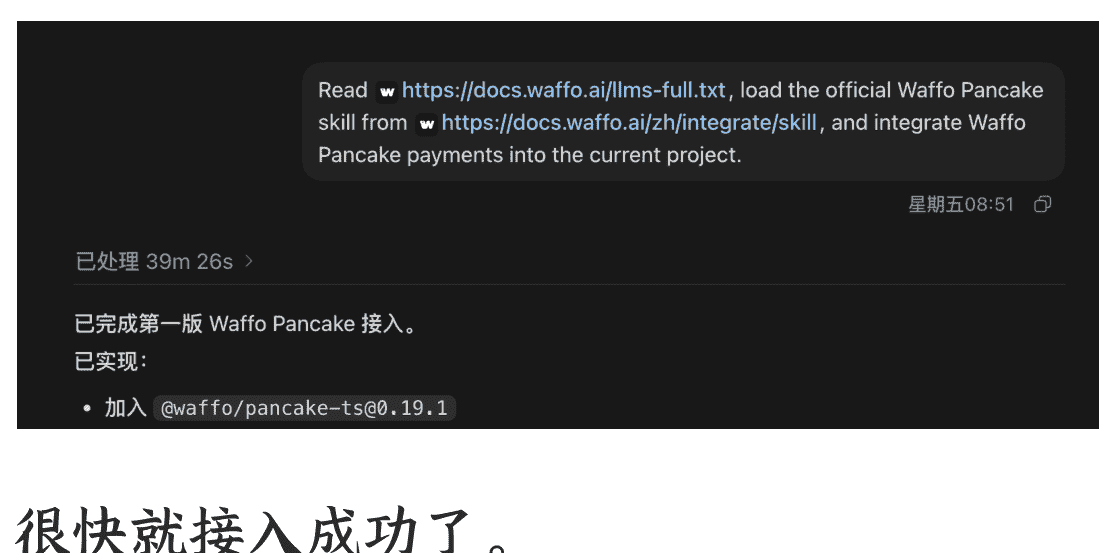 Read https://docs.waffo.ai/llms-full.txt, load the official Waffo Pancake
skill from https://docs.waffo.ai/zh/integrate/skill, and integrate Waffo
Pancake payments into the current project.
星期五08:51
已处理 39m 26s
已完成第一版 Waffo Pancake 接入。
已实现：
• 加入 @waffo/pancake-ts@0.19.1
很快就接入成功了。